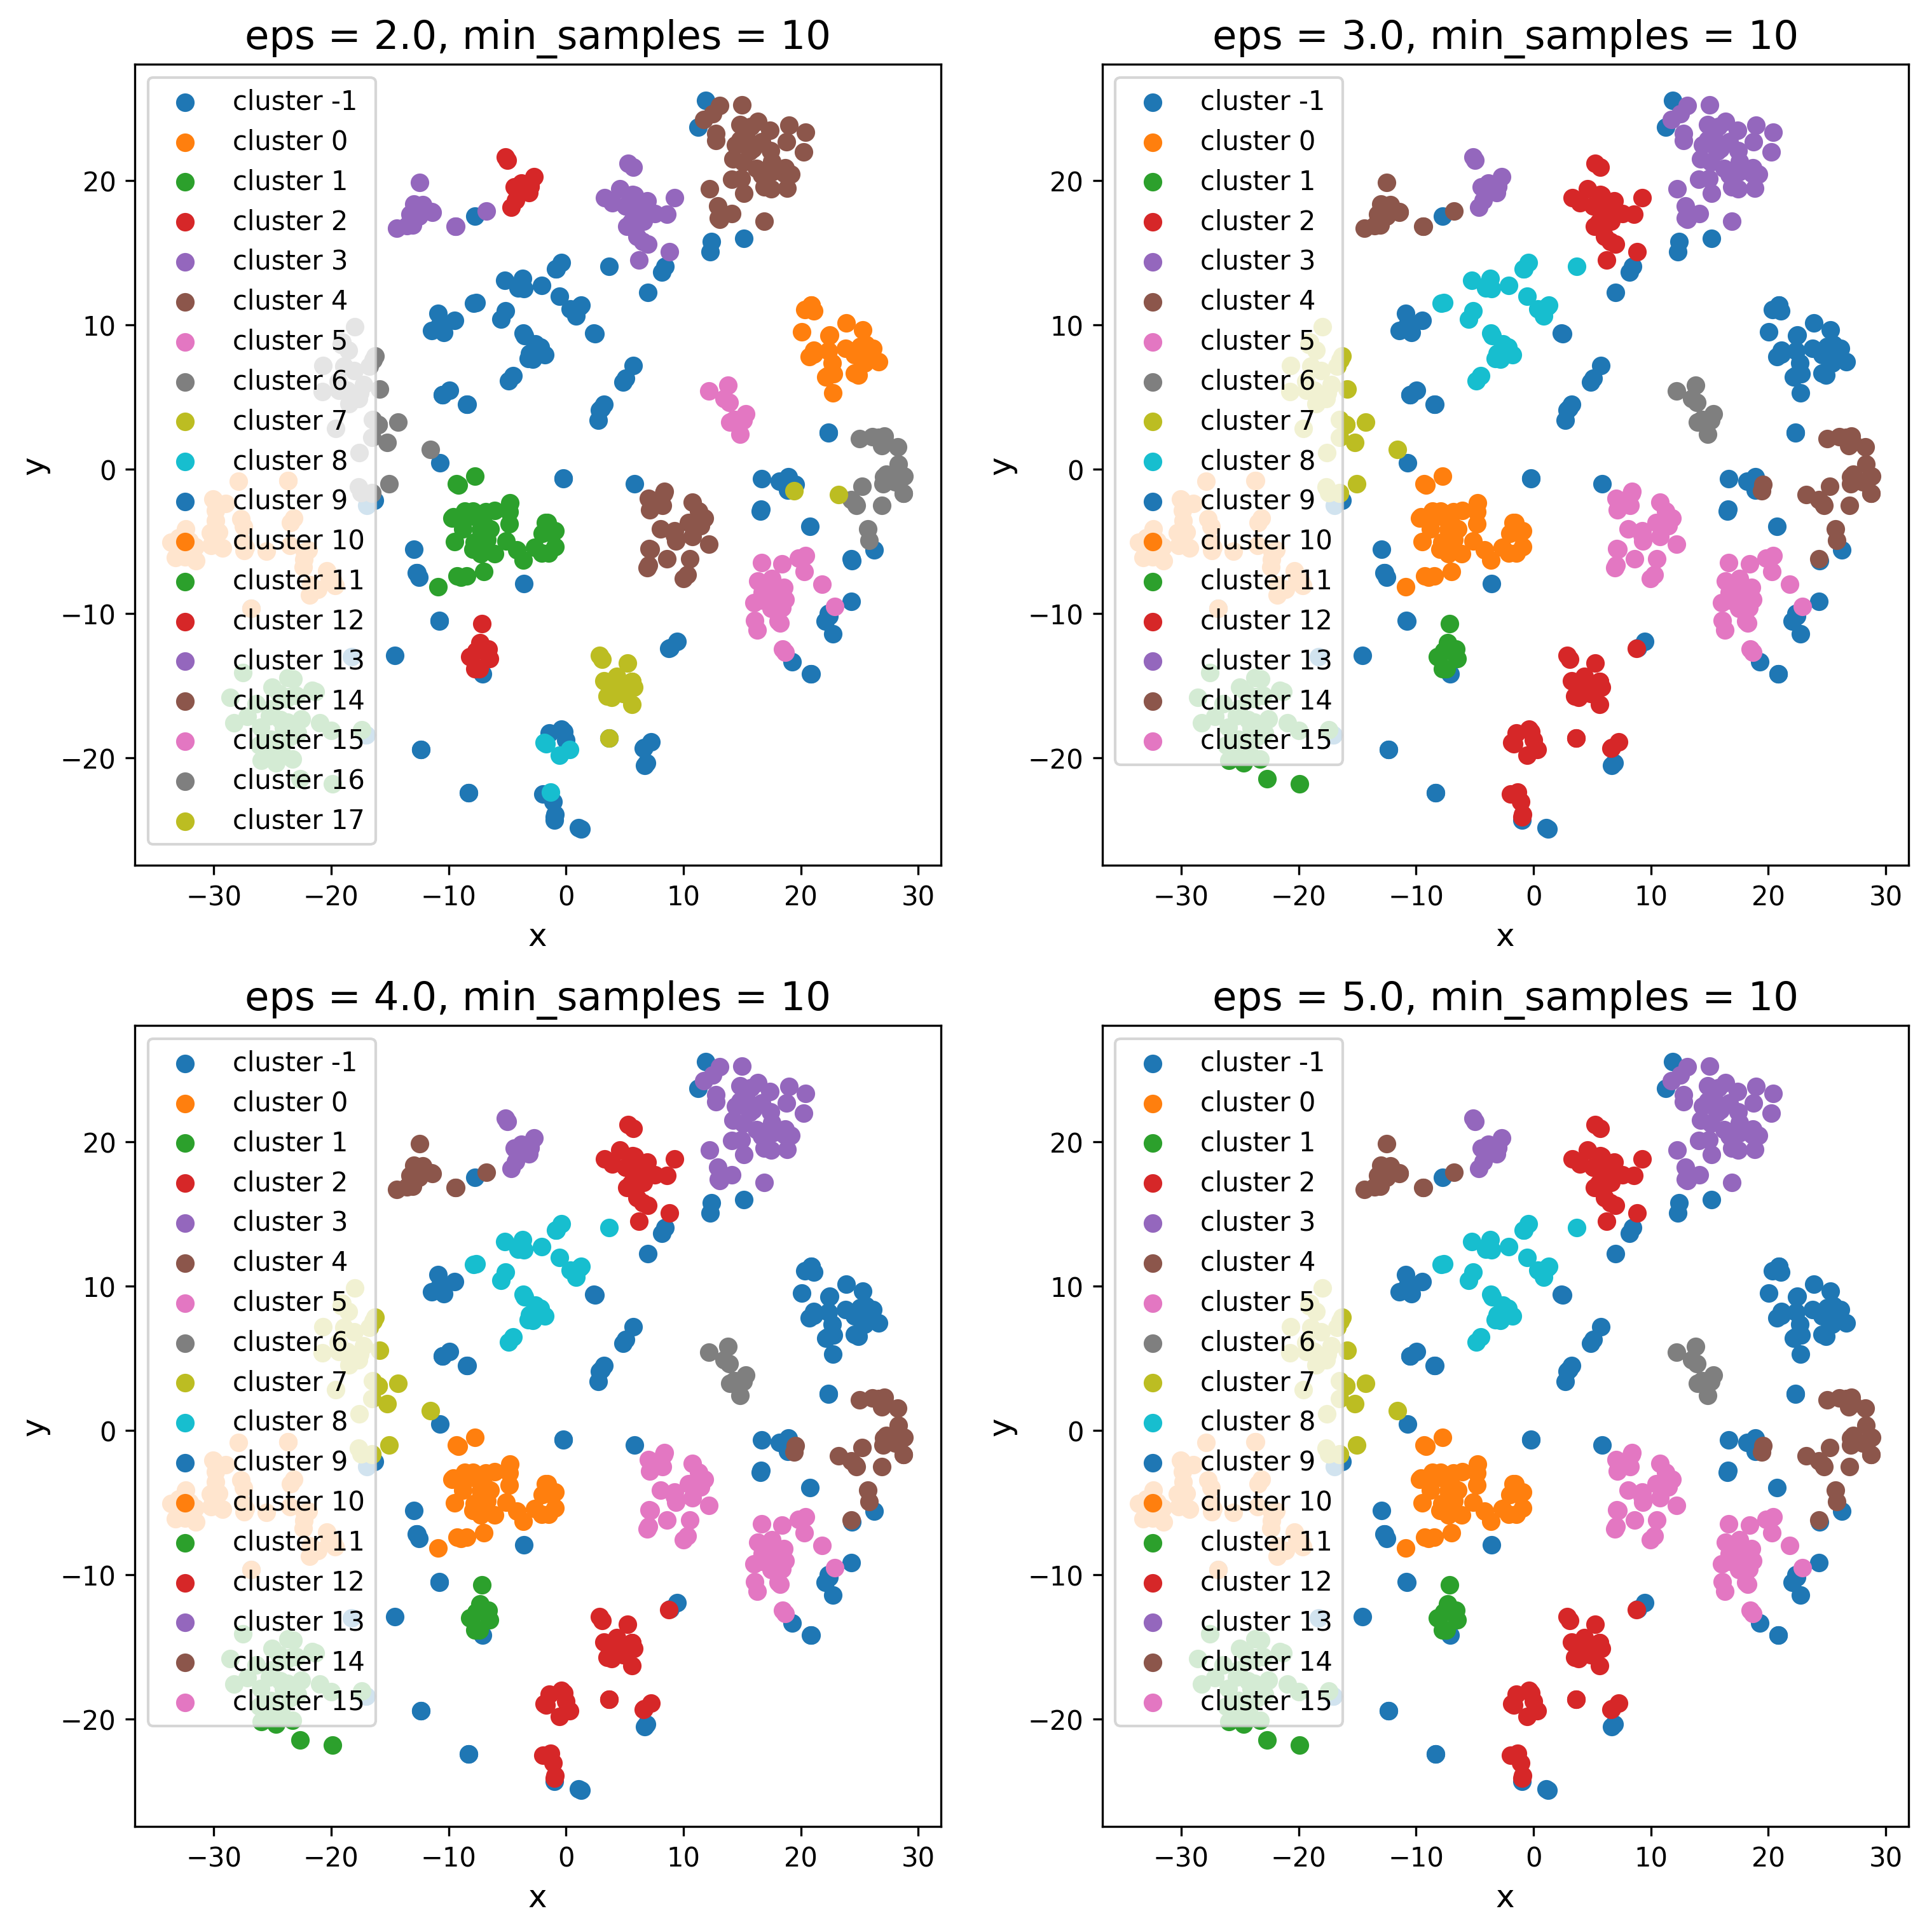 eps = 2.0, min_samples = 10
cluster -1
cluster 0
cluster 1
cluster 2
cluster 3
cluster 4
cluster 5
cluster 6
cluster 7
cluster 8
cluster 9
cluster 10
cluster 11
cluster 12
cluster 13
cluster 14
cluster 15
cluster 16
cluster 17
20
10
0
−10
−20
y
−30 −20 −10 0 10 20 30
x
eps = 3.0, min_samples = 10
cluster -1
cluster 0
cluster 1
cluster 2
cluster 3
cluster 4
cluster 5
cluster 6
cluster 7
cluster 8
cluster 9
cluster 10
cluster 11
cluster 12
cluster 13
cluster 14
cluster 15
20
10
0
−10
−20
y
−30 −20 −10 0 10 20 30
x
eps = 4.0, min_samples = 10
cluster -1
cluster 0
cluster 1
cluster 2
cluster 3
cluster 4
cluster 5
cluster 6
cluster 7
cluster 8
cluster 9
cluster 10
cluster 11
cluster 12
cluster 13
cluster 14
cluster 15
20
10
0
−10
−20
y
−30 −20 −10 0 10 20 30
x
eps = 5.0, min_samples = 10
cluster -1
cluster 0
cluster 1
cluster 2
cluster 3
cluster 4
cluster 5
cluster 6
cluster 7
cluster 8
cluster 9
cluster 10
cluster 11
cluster 12
cluster 13
cluster 14
cluster 15
20
10
0
−10
−20
y
−30 −20 −10 0 10 20 30
x